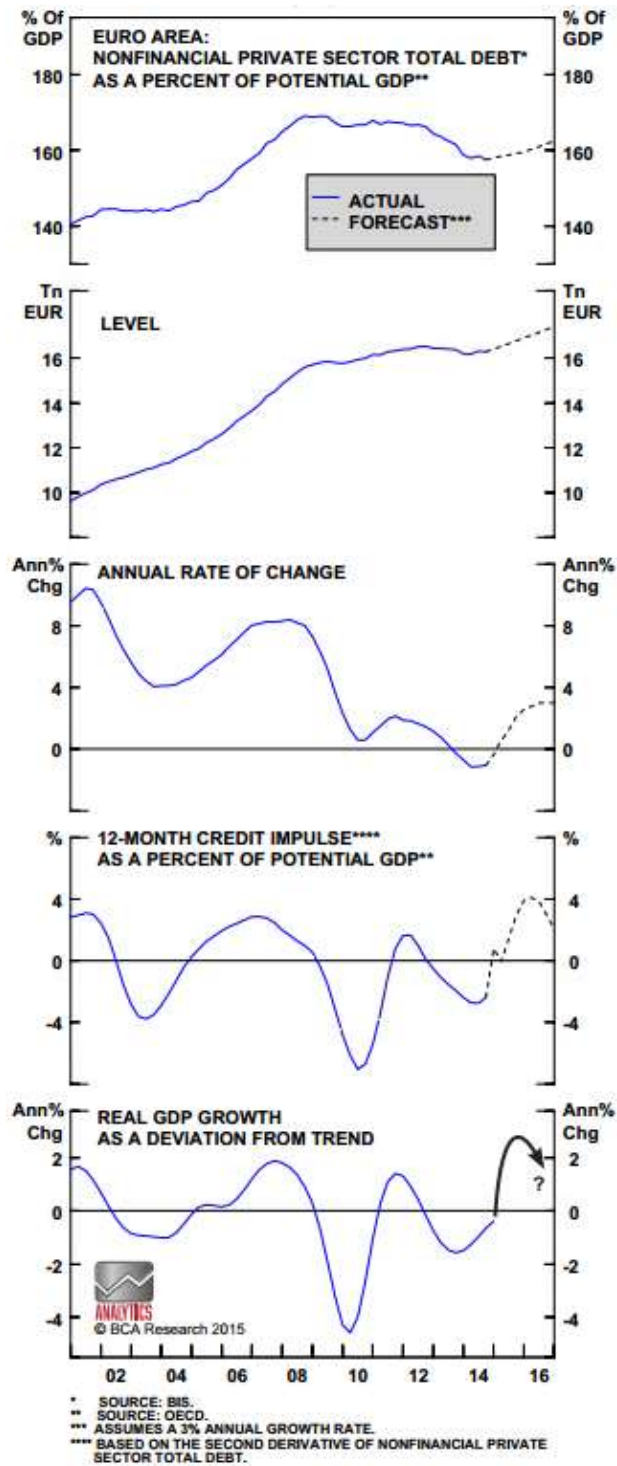 % Of GDP
% Of GDP
EURO AREA:
NONFINANCIAL PRIVATE SECTOR TOTAL DEBT*
AS A PERCENT OF POTENTIAL GDP**
180
180
160
160
140
140
ACTUAL
FORECAST***
Tn EUR
Tn EUR
LEVEL
16
16
14
14
12
12
10
10
Ann% Chg
Ann% Chg
ANNUAL RATE OF CHANGE
8
8
4
4
0
0
%
%
12-MONTH CREDIT IMPULSE****
AS A PERCENT OF POTENTIAL GDP**
4
4
0
0
-4
-4
Ann% Chg
Ann% Chg
REAL GDP GROWTH
AS A DEVIATION FROM TREND
2
2
?
0
0
-2
-2
-4
-4
ANALYTICS
© BCA Research 2015
02 04 06 08 10 12 14 16
* SOURCE: BIS.
** SOURCE: OECD.
*** ASSUMES A 3% ANNUAL GROWTH RATE.
**** BASED ON THE SECOND DERIVATIVE OF NONFINANCIAL PRIVATE
SECTOR TOTAL DEBT.